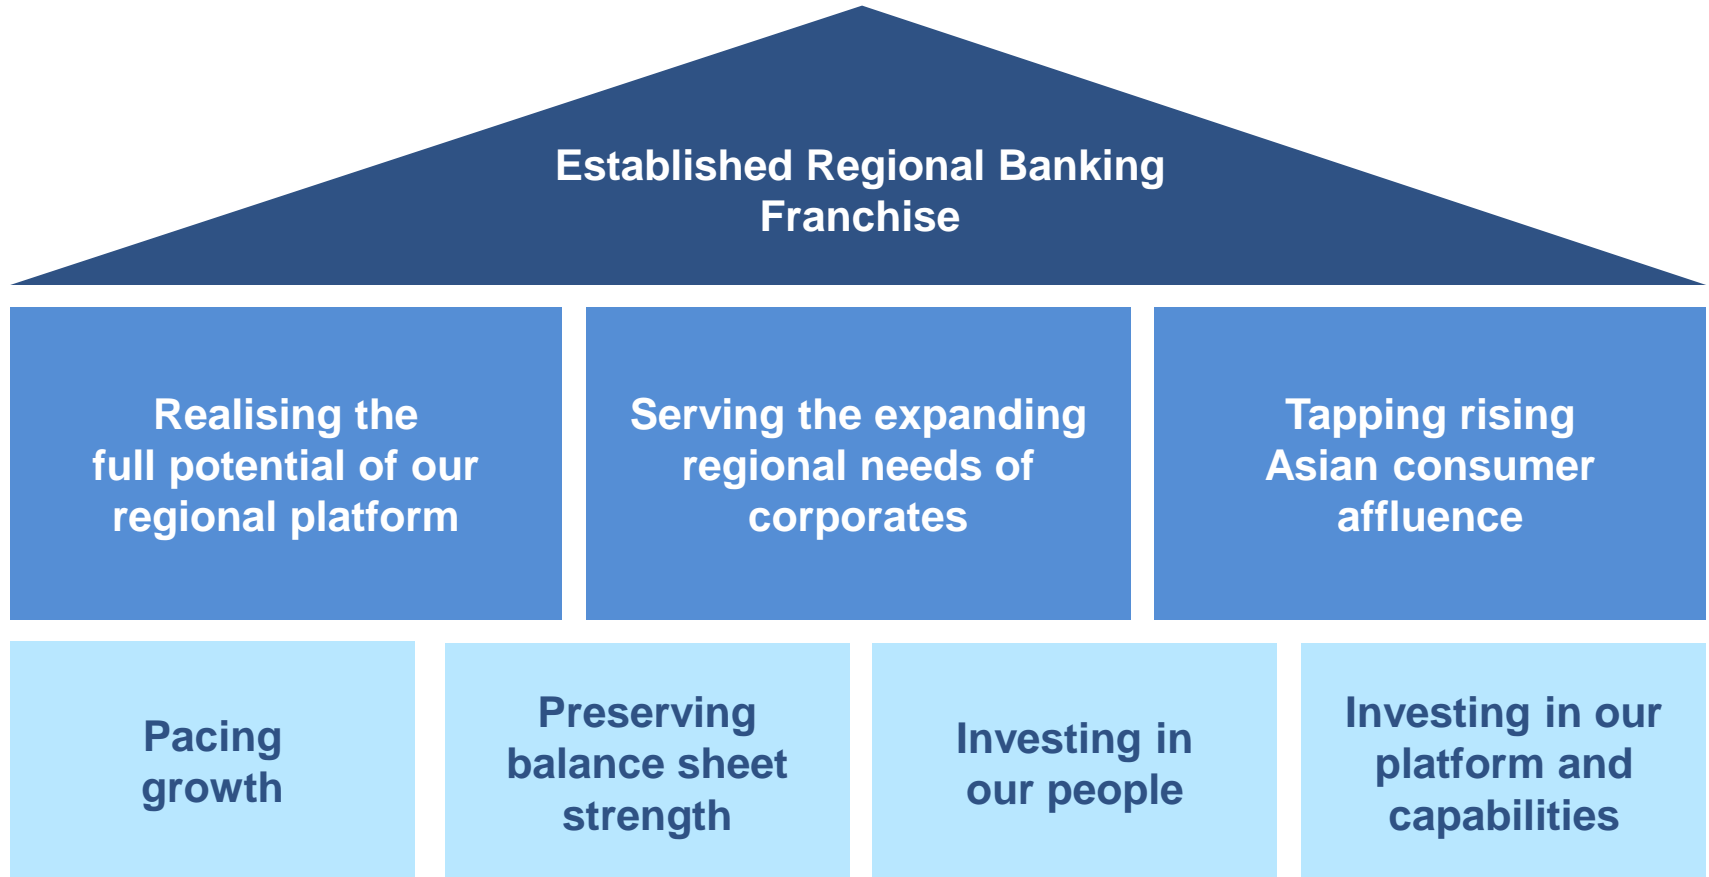 Established Regional Banking
Franchise
Realising the
full potential of our
regional platform
Serving the expanding
regional needs of
corporates
Tapping rising
Asian consumer
affluence
Pacing
growth
Preserving
balance sheet
strength
Investing in
our people
Investing in our
platform and
capabilities